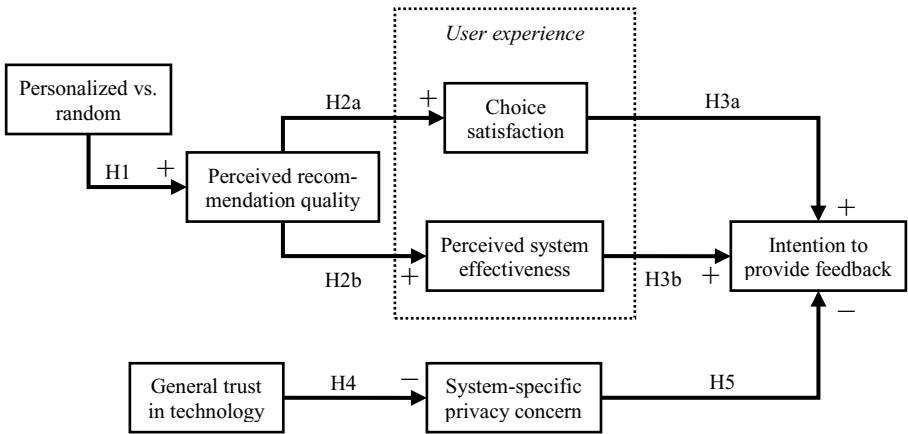 User experience
Personalized vs.
random
H1
+
Perceived recom-
mendation quality
H2a
+
Choice
satisfaction
H3a
+
H2b
+
Perceived system
effectiveness
H3b
+
Intention to
provide feedback
−
General trust
in technology
H4
−
System-specific
privacy concern
H5